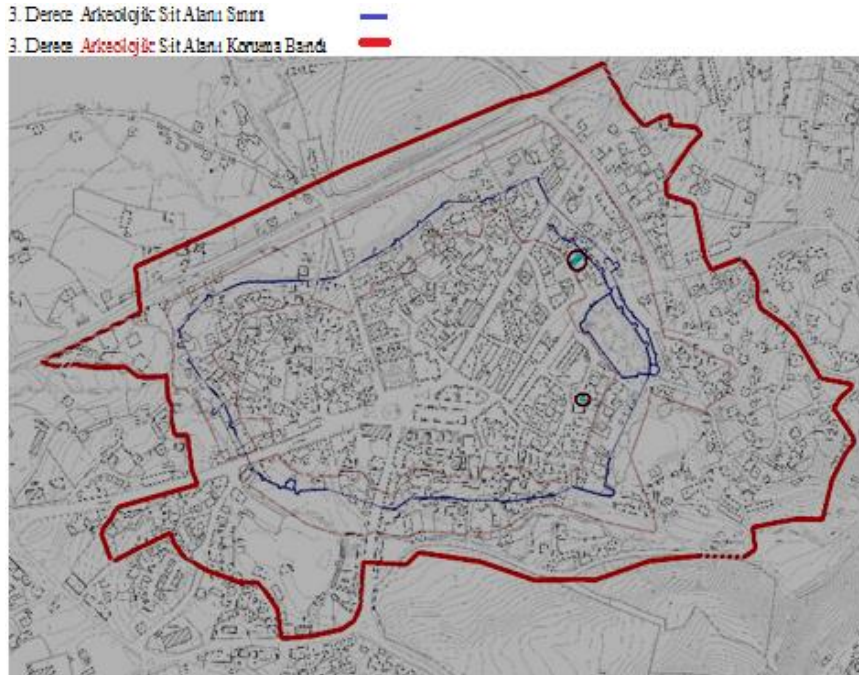 3. Derece Arkeolojik Sit Alanı Sınırı
3. Derece Arkeolojik Sit Alanı Koruma Bandı